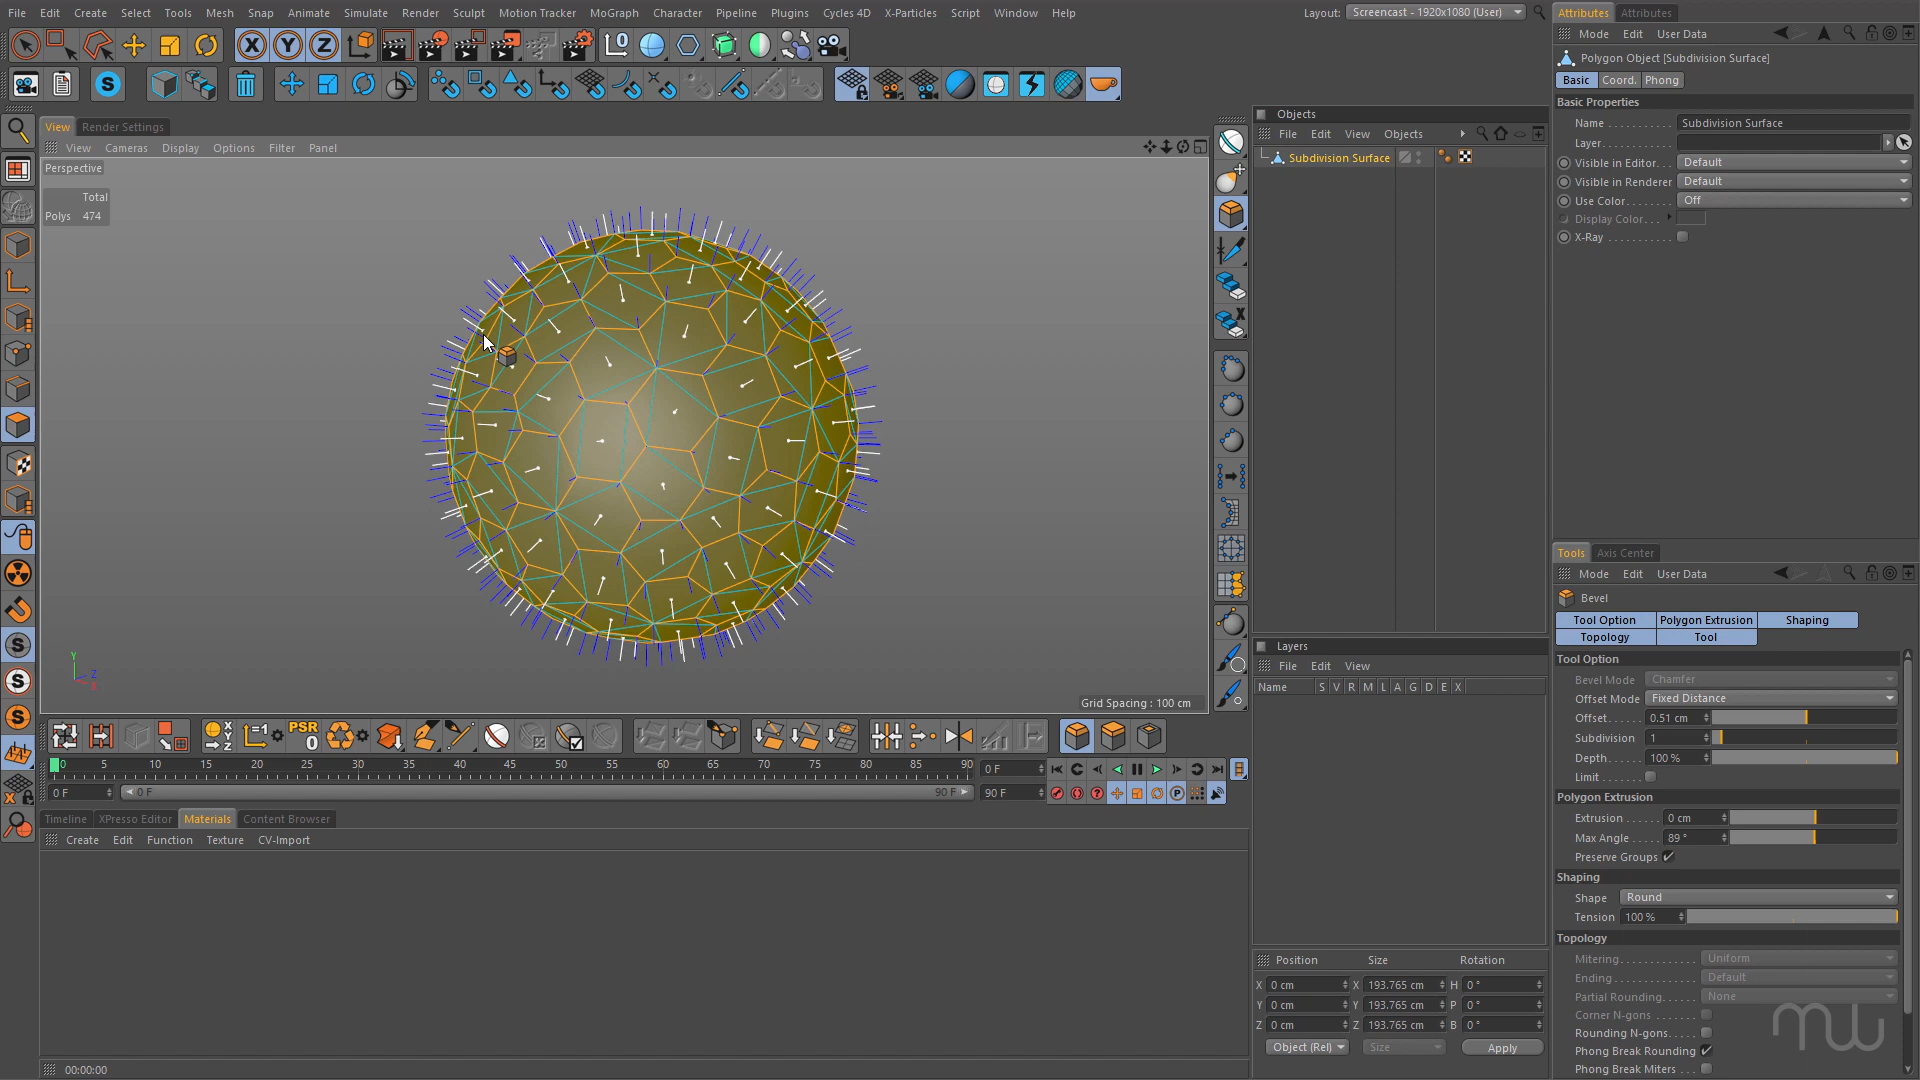 File Edit Create Select Tools Mesh Snap Animate Simulate Render Sculpt Motion Tracker MoGraph Character Pipeline Plugins Cycles 4D X-Particles Script Window Help
Layout: Screencast - 1920x1080 (User)
Attributes Attributes
Mode Edit User Data
Polygon Object [Subdivision Surface]
Basic Coord. Phong
Basic Properties
Name Subdivision Surface
Layer
Visible in Editor Default
Visible in Renderer Default
Use Color Off
Display Color
X-Ray
View Render Settings
View Cameras Display Options Filter Panel
Perspective
Total
Polys 474
Y
Z
X
Grid Spacing : 100 cm
Objects
File Edit View Objects
Subdivision Surface
Layers
File Edit View
Name S V R M L A G D E X
Tools Axis Center
Mode Edit User Data
Bevel
Tool Option Polygon Extrusion Shaping
Topology Tool
Tool Option
Bevel Mode Chamfer
Offset Mode Fixed Distance
Offset 0.51 cm
Subdivision 1
Depth 100 %
Limit
Polygon Extrusion
Extrusion 0 cm
Max Angle 89 °
Preserve Groups
Shaping
Shape Round
Tension 100 %
Topology
Mitering Uniform
Ending Default
Partial Rounding None
Corner N-gons
Rounding N-gons
Phong Break Rounding
Phong Break Miters
PSR
0
0 5 10 15 20 25 30 35 40 45 50 55 60 65 70 75 80 85 90
0 F
0 F 0 F 90 F 90 F
Timeline XPresso Editor Materials Content Browser
Create Edit Function Texture CV-Import
Position Size Rotation
X 0 cm X 193.765 cm H 0 °
Y 0 cm Y 193.765 cm P 0 °
Z 0 cm Z 193.765 cm B 0 °
Object (Rel) Size Apply
00:00:00